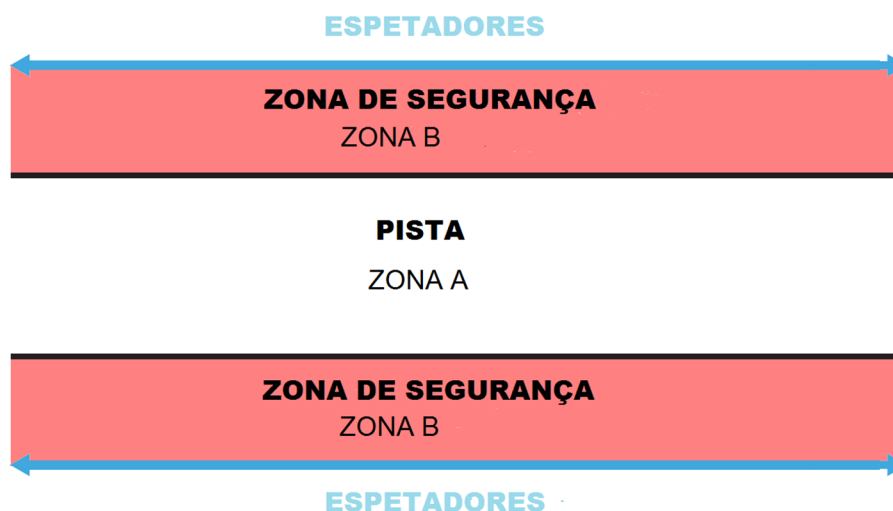 ESPETADORES
ZONA DE SEGURANÇA
ZONA B
PISTA
ZONA A
ZONA DE SEGURANÇA
ZONA B
ESPETADORES